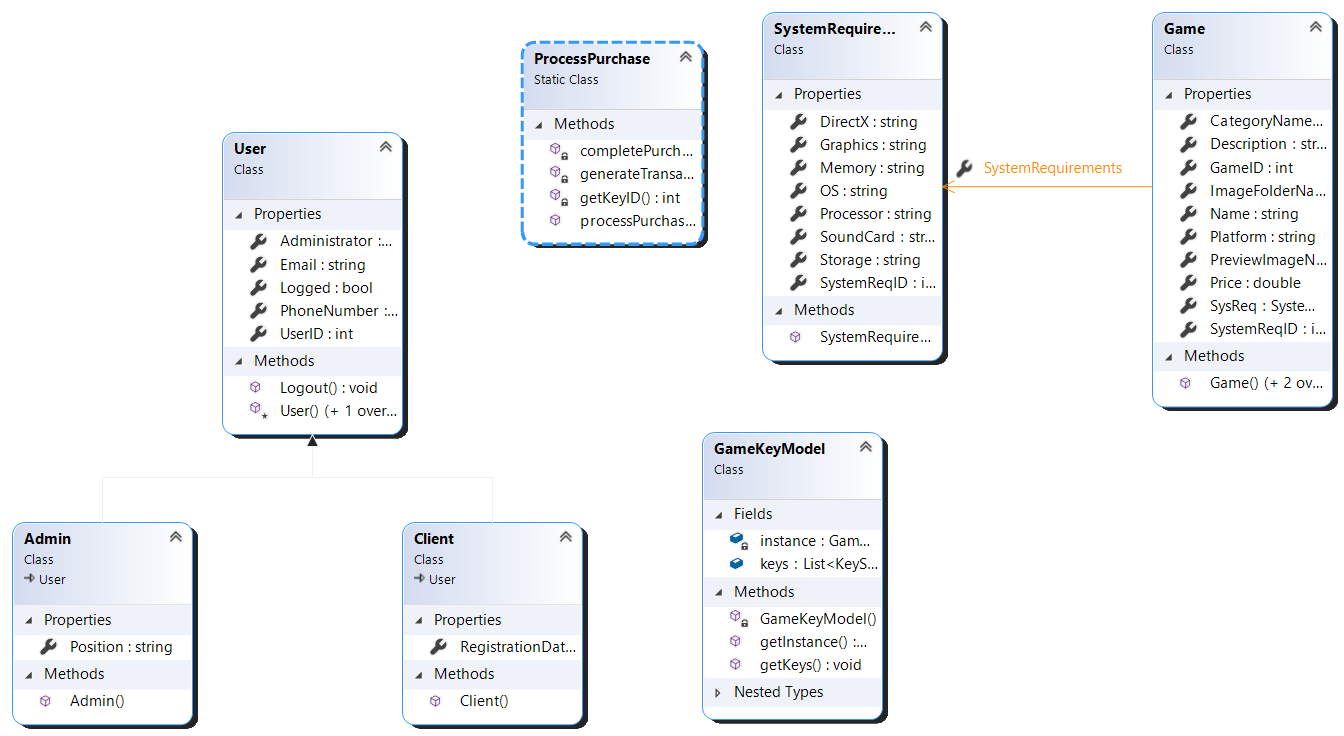 User
Class
Properties
Administrator :...
Email : string
Logged : bool
PhoneNumber :...
UserID : int
Methods
Logout() : void
User() (+ 1 over...
ProcessPurchase
Static Class
Methods
completePurch...
generateTransa...
getKeyID() : int
processPurchas...
SystemRequire...
Class
Properties
DirectX : string
Graphics : string
Memory : string
OS : string
Processor : string
SoundCard : str...
Storage : string
SystemReqID : i...
Methods
SystemRequire...
SystemRequirements
Game
Class
Properties
CategoryName...
Description : str...
GameID : int
ImageFolderNa...
Name : string
Platform : string
PreviewImageN...
Price : double
SysReq : Syste...
SystemReqID : i...
Methods
Game() (+ 2 ov...
Admin
Class
User
Properties
Position : string
Methods
Admin()
Client
Class
User
Properties
RegistrationDat...
Methods
Client()
GameKeyModel
Class
Fields
instance : Gam...
keys : List<KeyS...
Methods
GameKeyModel()
getInstance() :...
getKeys() : void
Nested Types